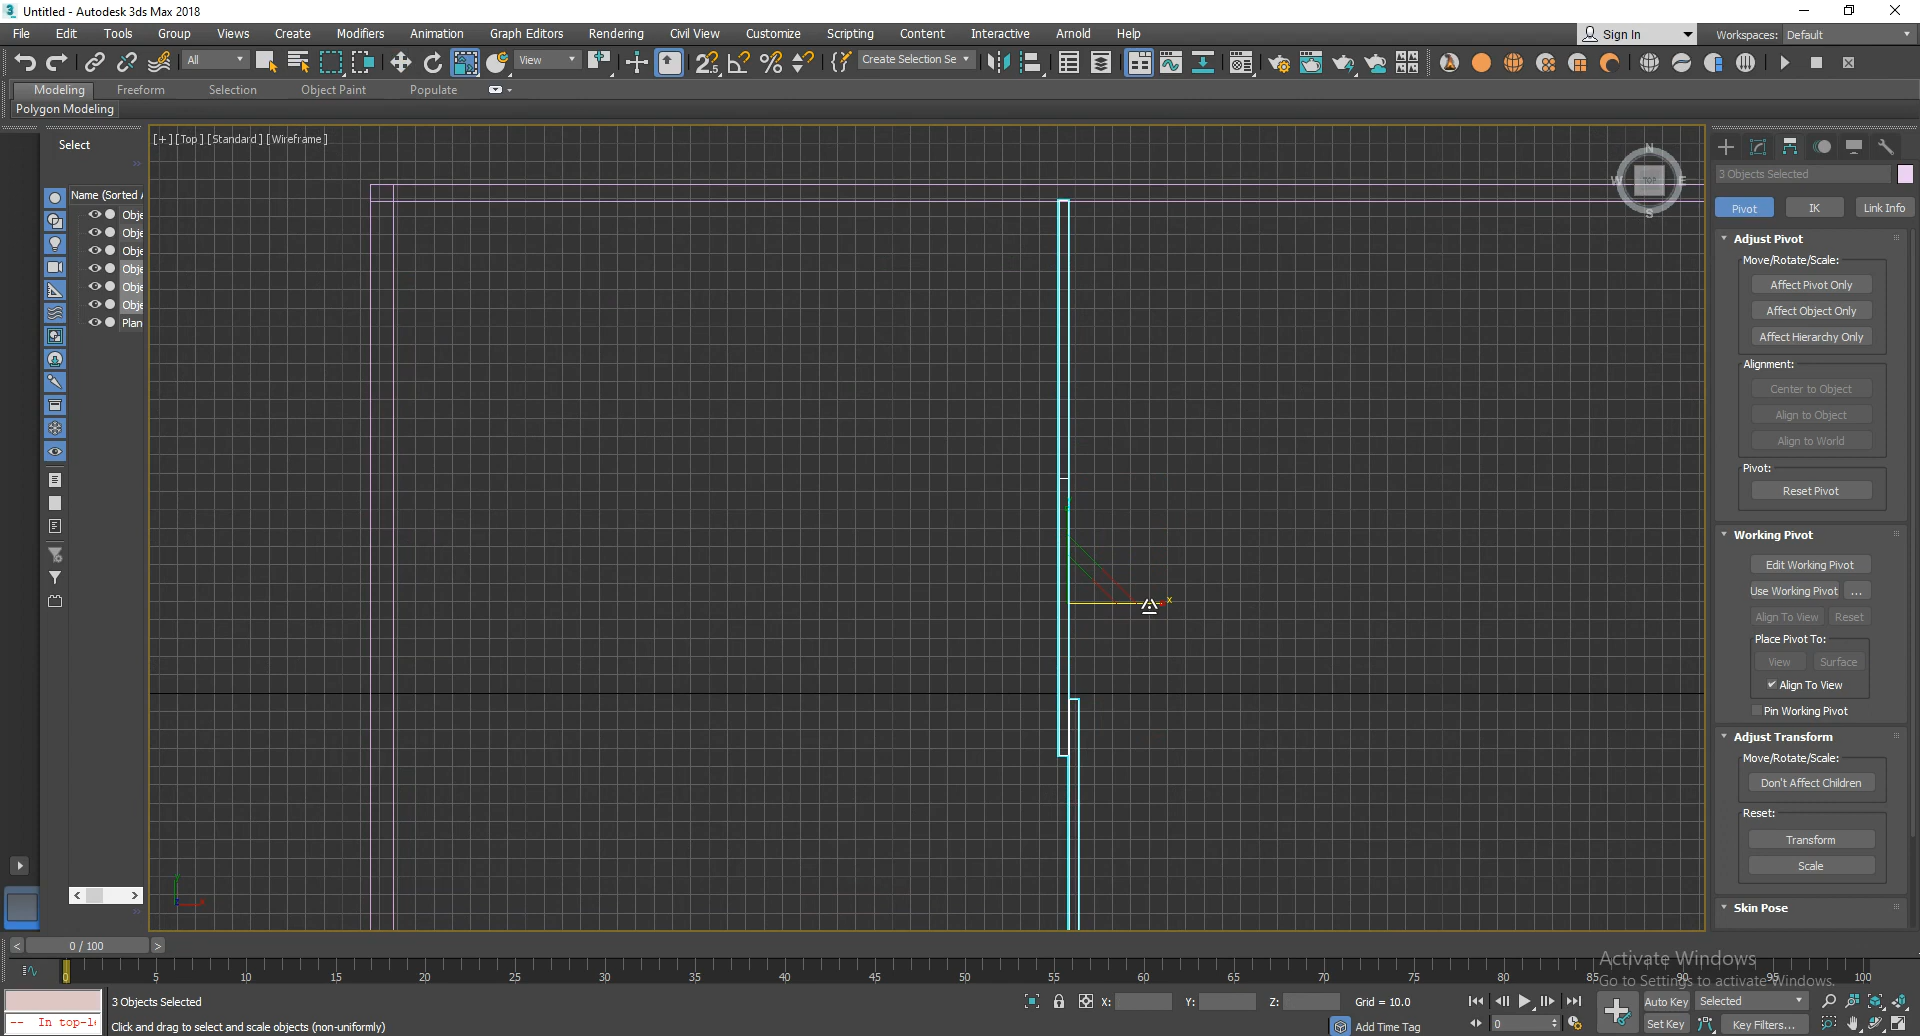 Untitled - Autodesk 3ds Max 2018
File Edit Tools Group Views Create Modifiers Animation Graph Editors Rendering Civil View Customize Scripting Content Interactive Arnold Help Sign In Workspaces: Default
All View Create Selection Se
Modeling Freeform Selection Object Paint Populate
Polygon Modeling
Select
[+] [Top] [Standard] [Wireframe]
Name (Sorted A
Obje
Obje
Obje
Obje
Obje
Obje
Plan
N
W TOP E
S
x
3 Objects Selected
Pivot IK Link Info
Adjust Pivot
Move/Rotate/Scale:
Affect Pivot Only
Affect Object Only
Affect Hierarchy Only
Alignment:
Center to Object
Align to Object
Align to World
Pivot:
Reset Pivot
Working Pivot
Edit Working Pivot
Use Working Pivot ...
Align To View Reset
Place Pivot To:
View Surface
Align To View
Pin Working Pivot
Adjust Transform
Move/Rotate/Scale:
Don't Affect Children
Reset:
Transform
Scale
Skin Pose
< 0 / 100 >
0 5 10 15 20 25 30 35 40 45 50 55 60 65 70 75 80 85 90 95 100
Activate Windows
Go to Settings to activate Windows.
3 Objects Selected
X: Y: Z: Grid = 10.0
Auto Key Selected
-- In top-le
Click and drag to select and scale objects (non-uniformly)
Add Time Tag
0
Set Key Key Filters...